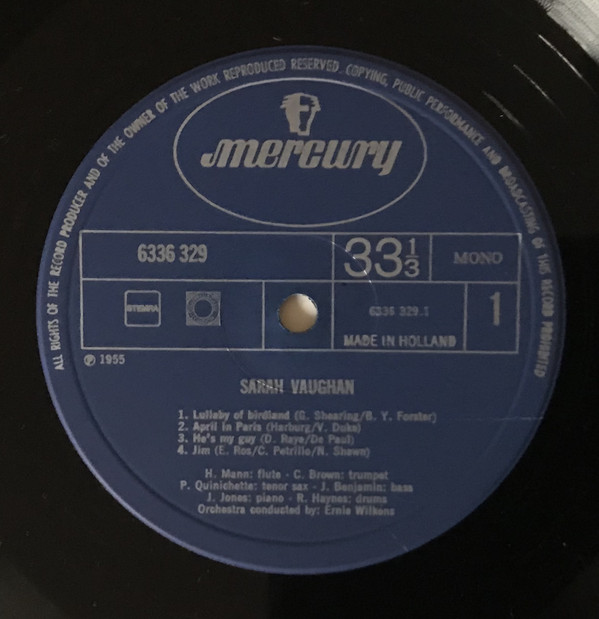 ALL RIGHTS OF THE RECORD PRODUCER AND OF THE OWNER OF THE WORK REPRODUCED RESERVED. COPYING, PUBLIC PERFORMANCE AND BROADCASTING OF THIS RECORD PROHIBITED
mercury
6336 329
33 1/3
MONO
STEMRA
6336 329.1
1
MADE IN HOLLAND
℗ 1955
SARAH VAUGHAN
1. Lullaby of birdland (G. Shearing/B. Y. Forster)
2. April in Paris (Harburg/V. Duke)
3. He's my guy (D. Raye/De Paul)
4. Jim (E. Ros/C. Petrillo/N. Shawn)
H. Mann: flute - C. Brown: trumpet
P. Quinichette: tenor sax - J. Benjamin: bass
J. Jones: piano - R. Haynes: drums
Orchestra conducted by: Ernie Wilkens